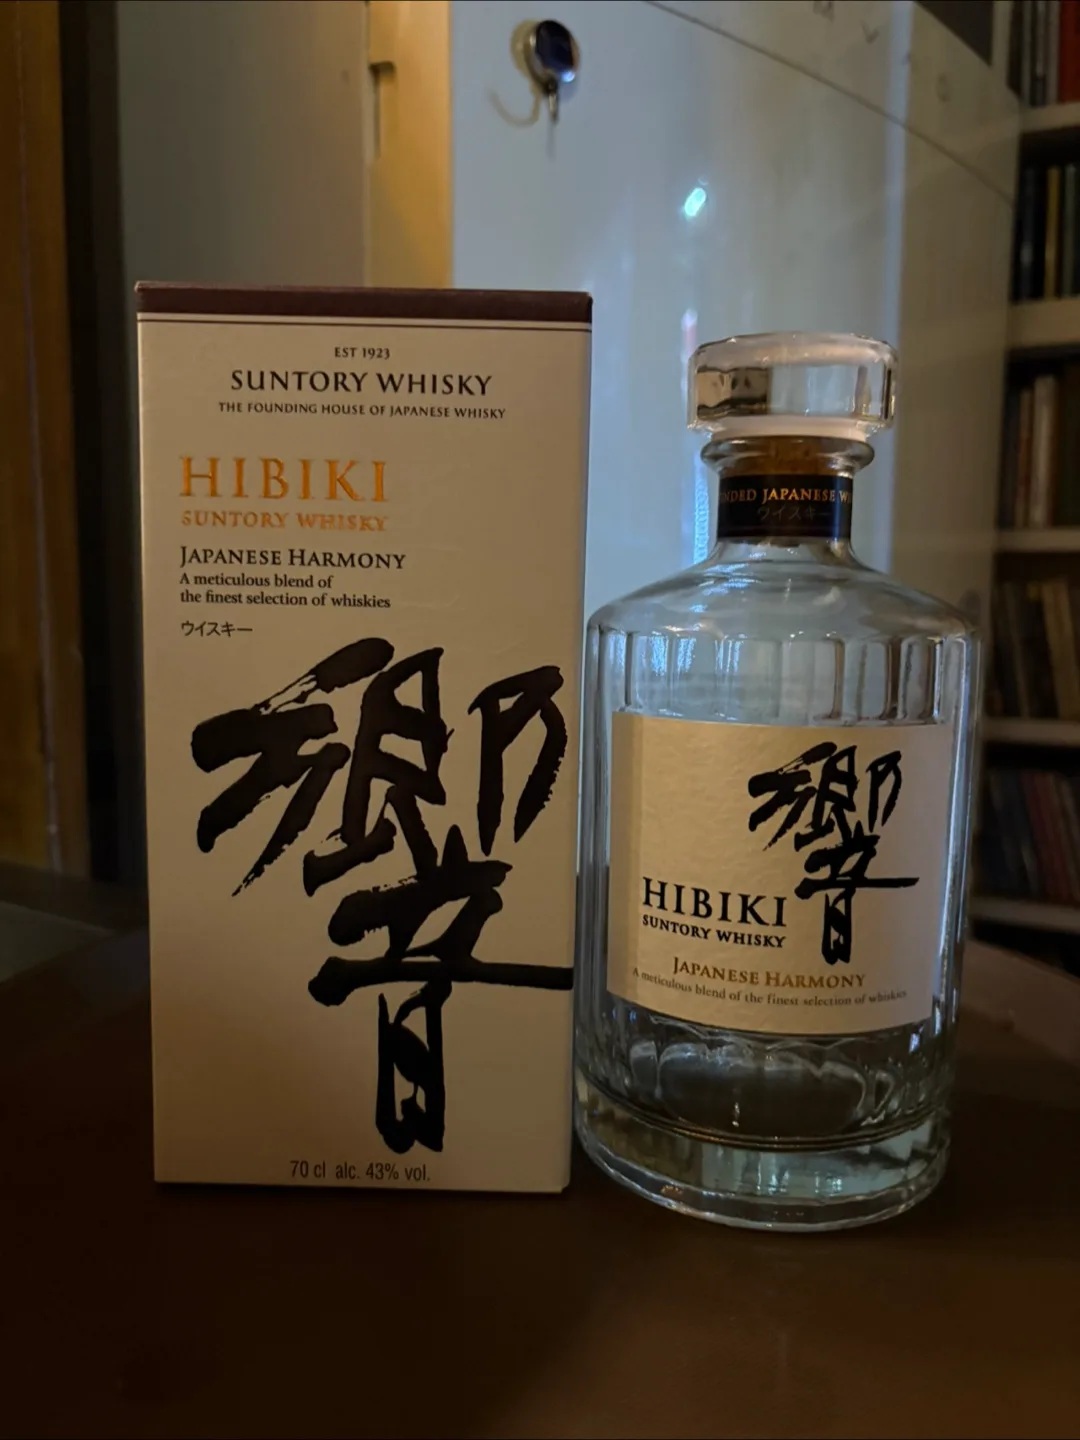 EST 1923
SUNTORY WHISKY
THE FOUNDING HOUSE OF JAPANESE WHISKY
HIBIKI
SUNTORY WHISKY
JAPANESE HARMONY
A meticulous blend of
the finest selection of whiskies
ウイスキー
響
70 cl alc. 43% vol.
JAPANESE
ウイスキー
響
HIBIKI
SUNTORY WHISKY
JAPANESE HARMONY
A meticulous blend of the finest selection of whiskies